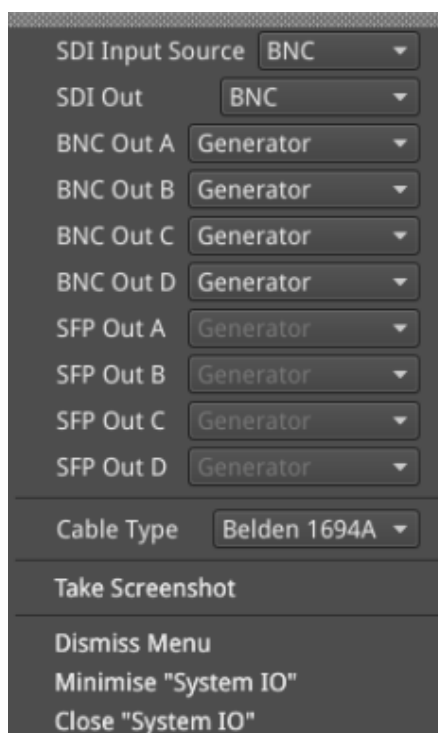 SDI Input Source BNC
SDI Out BNC
BNC Out A Generator
BNC Out B Generator
BNC Out C Generator
BNC Out D Generator
SFP Out A Generator
SFP Out B Generator
SFP Out C Generator
SFP Out D Generator
Cable Type Belden 1694A
Take Screenshot
Dismiss Menu
Minimise "System IO"
Close "System IO"